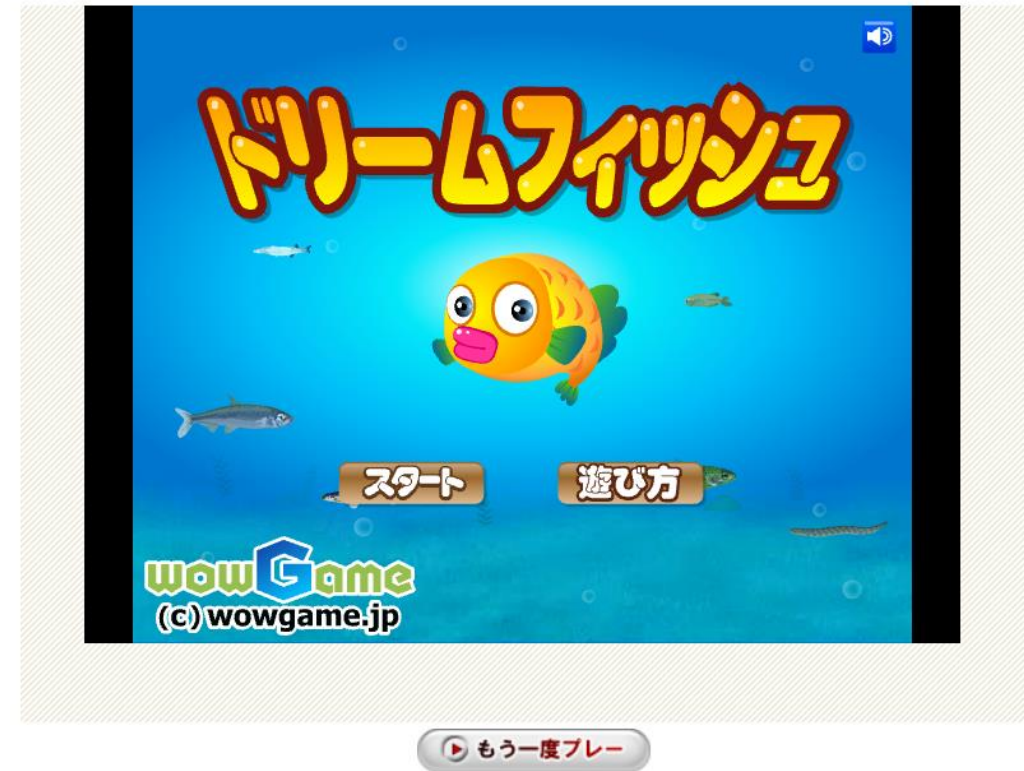 ドリームフィッシュ
スタート
遊び方
wowGame
(c) wowgame.jp
もう一度プレー